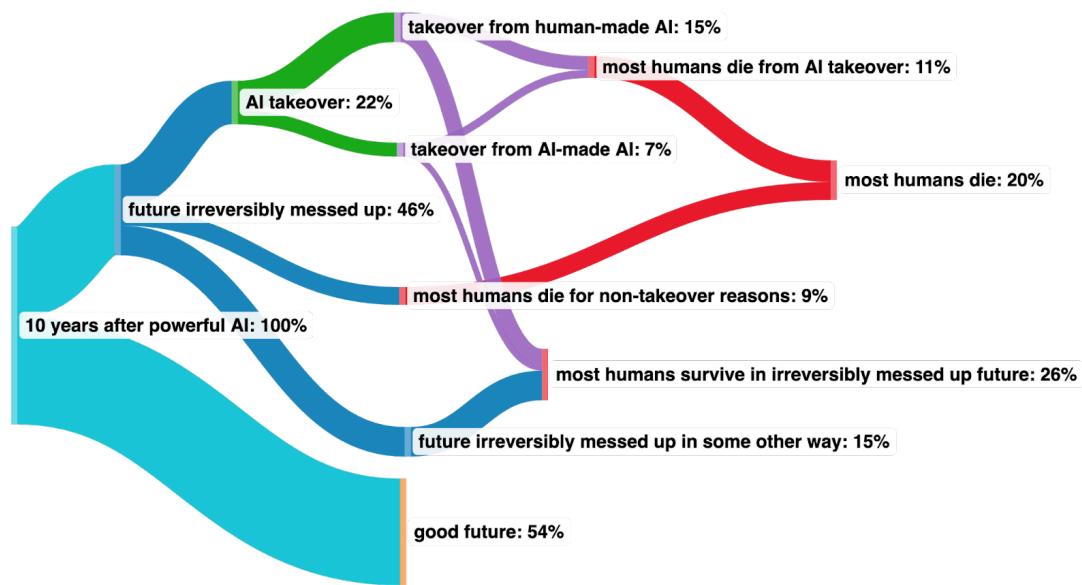 takeover from human-made AI: 15%
most humans die from AI takeover: 11%
AI takeover: 22%
takeover from AI-made AI: 7%
most humans die: 20%
future irreversibly messed up: 46%
most humans die for non-takeover reasons: 9%
10 years after powerful AI: 100%
most humans survive in irreversibly messed up future: 26%
future irreversibly messed up in some other way: 15%
good future: 54%